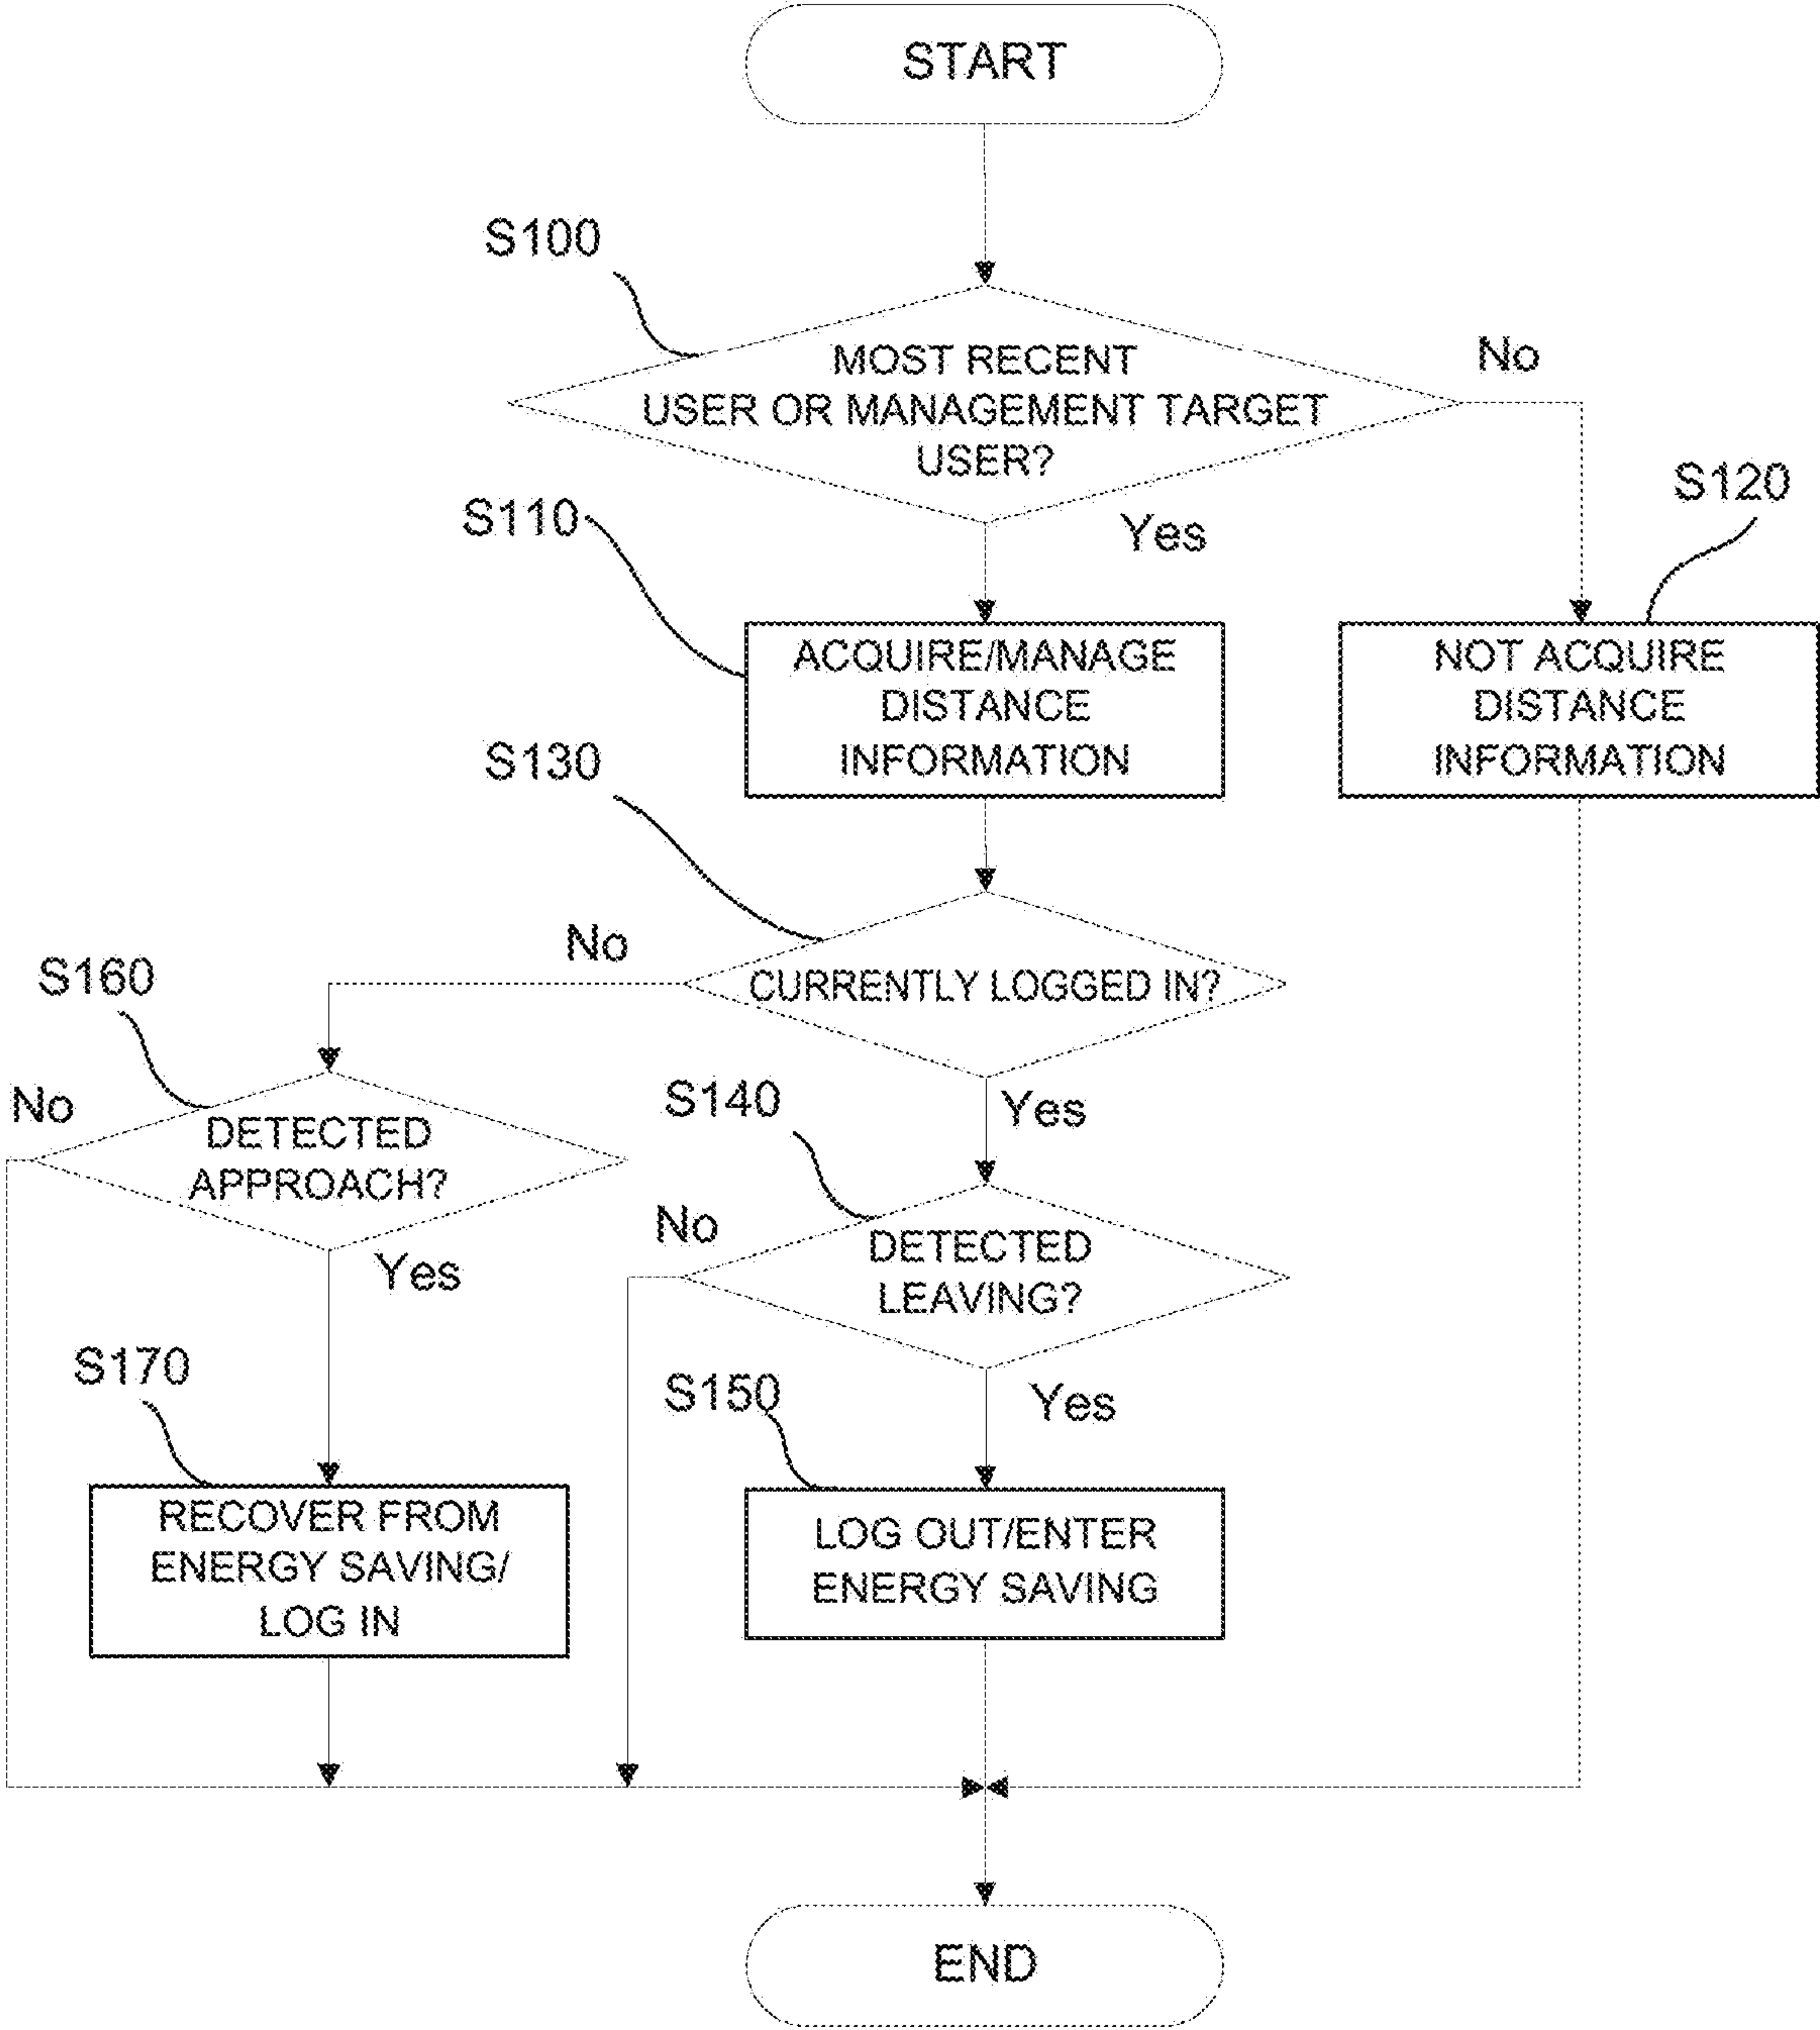 START
S100
MOST RECENT
USER OR MANAGEMENT TARGET
USER?
No
S110
Yes
S120
ACQUIRE/MANAGE
DISTANCE
INFORMATION
NOT ACQUIRE
DISTANCE
INFORMATION
S130
No
CURRENTLY LOGGED IN?
S160
No
DETECTED
APPROACH?
Yes
S140
Yes
No
DETECTED
LEAVING?
S170
S150
Yes
RECOVER FROM
ENERGY SAVING/
LOG IN
LOG OUT/ENTER
ENERGY SAVING
END